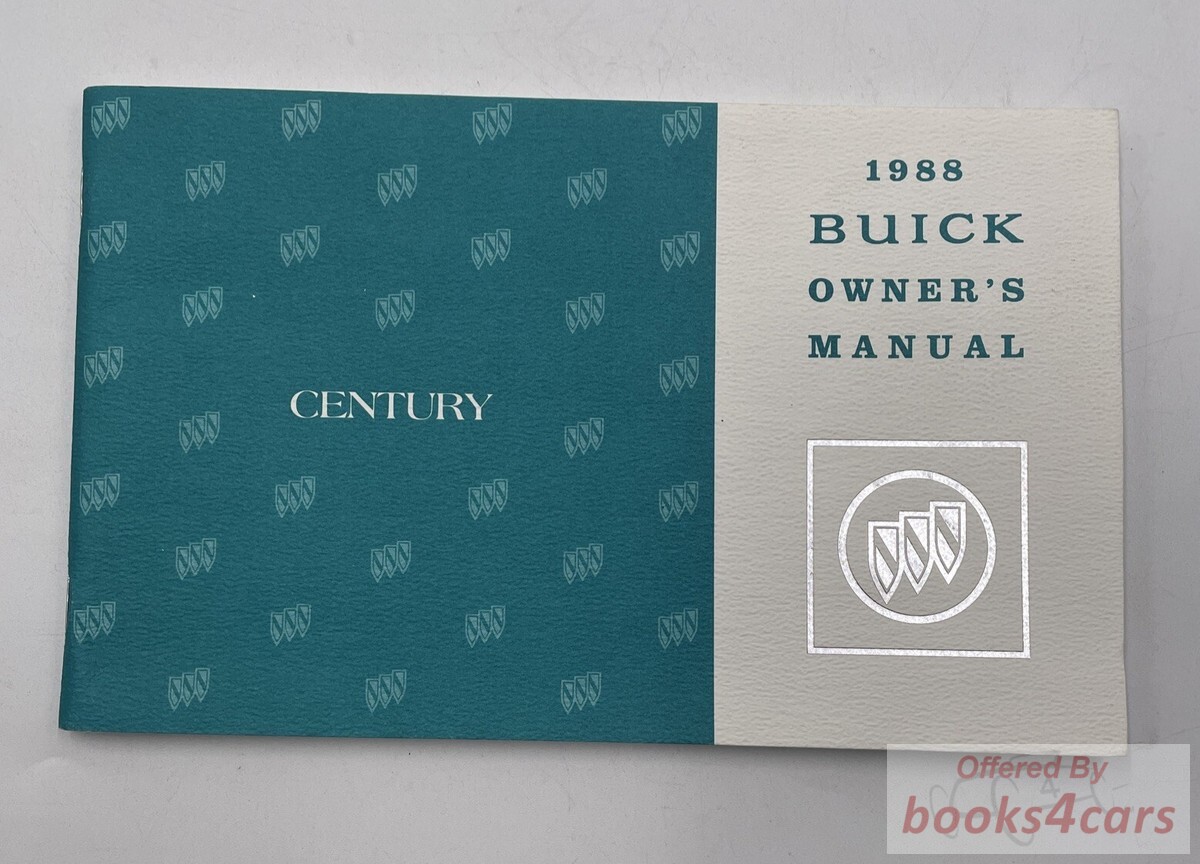 CENTURY
1988
BUICK
OWNER'S
MANUAL
Offered By
books4cars